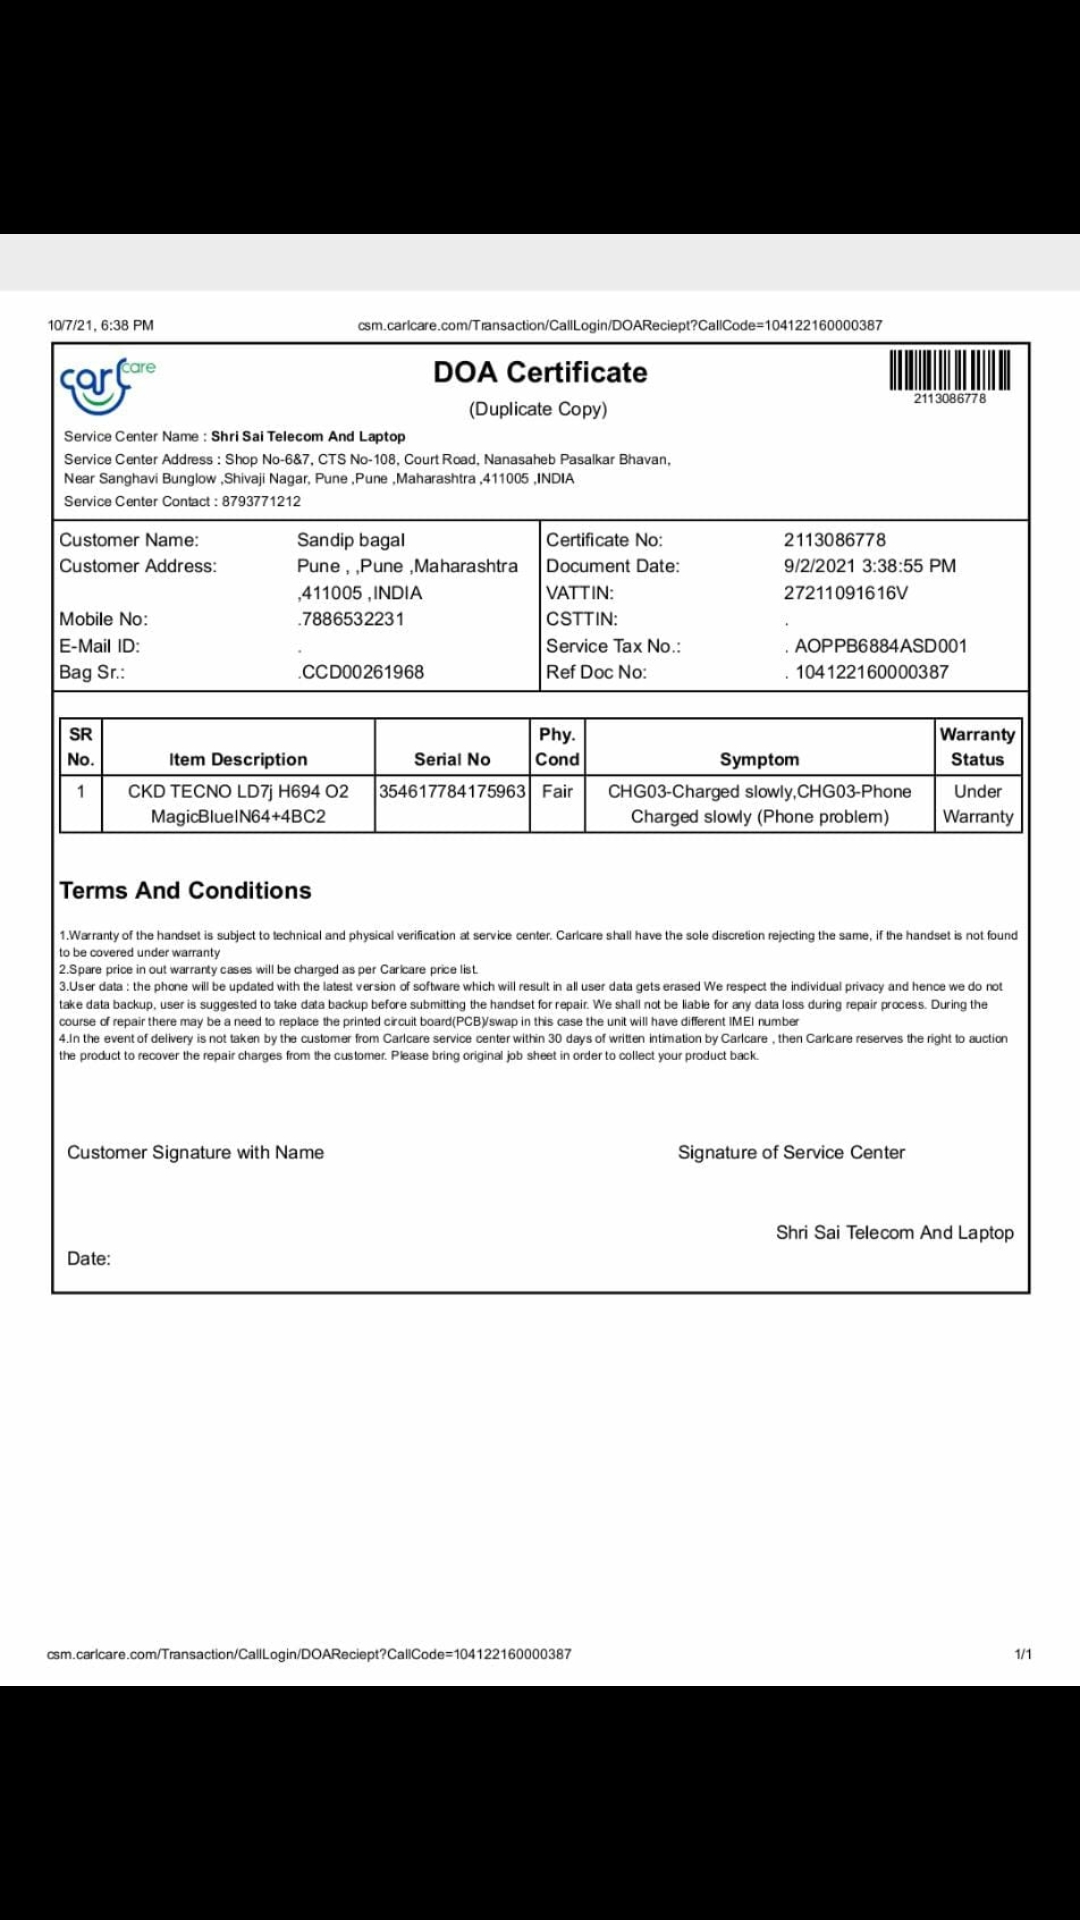 10/7/21, 6:38 PM
csm.carlcare.com/Transaction/CallLogin/DOAReciept?CallCode=104122160000387
carlcare
DOA Certificate
(Duplicate Copy)
2113086778
Service Center Name : Shri Sai Telecom And Laptop
Service Center Address : Shop No-6&7, CTS No-108, Court Road, Nanasaheb Pasalkar Bhavan,
Near Sanghavi Bunglow ,Shivaji Nagar, Pune ,Pune ,Maharashtra ,411005 ,INDIA
Service Center Contact : 8793771212
Customer Name: Sandip bagal
Customer Address: Pune , ,Pune ,Maharashtra
,411005 ,INDIA
Mobile No: .7886532231
E-Mail ID: .
Bag Sr.: .CCD00261968
Certificate No: 2113086778
Document Date: 9/2/2021 3:38:55 PM
VATTIN: 27211091616V
CSTTIN: .
Service Tax No.: . AOPPB6884ASD001
Ref Doc No: . 104122160000387
SR No. Item Description Serial No Phy. Cond Symptom Warranty Status
1 CKD TECNO LD7j H694 O2 354617784175963 Fair CHG03-Charged slowly,CHG03-Phone Under
MagicBlueIN64+4BC2 Charged slowly (Phone problem) Warranty
Terms And Conditions
1.Warranty of the handset is subject to technical and physical verification at service center. Carlcare shall have the sole discretion rejecting the same, if the handset is not found
to be covered under warranty
2.Spare price in out warranty cases will be charged as per Carlcare price list.
3.User data : the phone will be updated with the latest version of software which will result in all user data gets erased We respect the individual privacy and hence we do not
take data backup, user is suggested to take data backup before submitting the handset for repair. We shall not be liable for any data loss during repair process. During the
course of repair there may be a need to replace the printed circuit board(PCB)/swap in this case the unit will have different IMEI number
4.In the event of delivery is not taken by the customer from Carlcare service center within 30 days of written intimation by Carlcare , then Carlcare reserves the right to auction
the product to recover the repair charges from the customer. Please bring original job sheet in order to collect your product back.
Customer Signature with Name
Signature of Service Center
Shri Sai Telecom And Laptop
Date:
csm.carlcare.com/Transaction/CallLogin/DOAReciept?CallCode=104122160000387
1/1